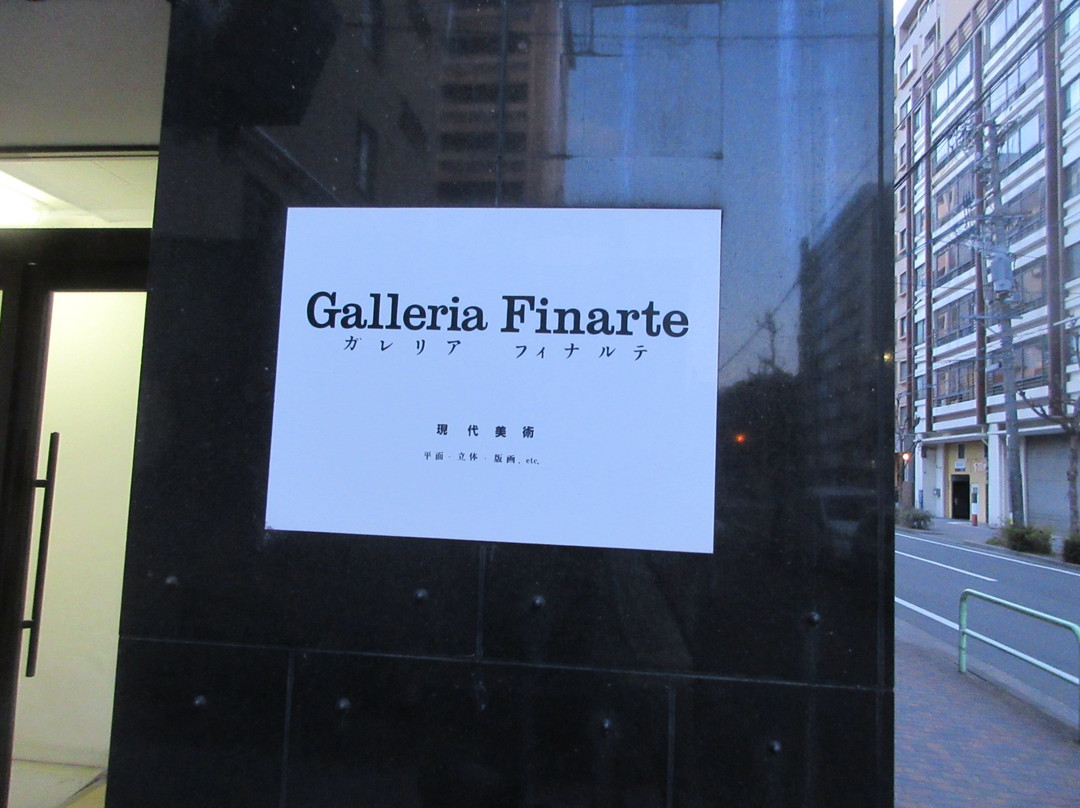 Galleria Finarte
ガレリア フィナルテ
現代美術
平面・立体・版画、etc.